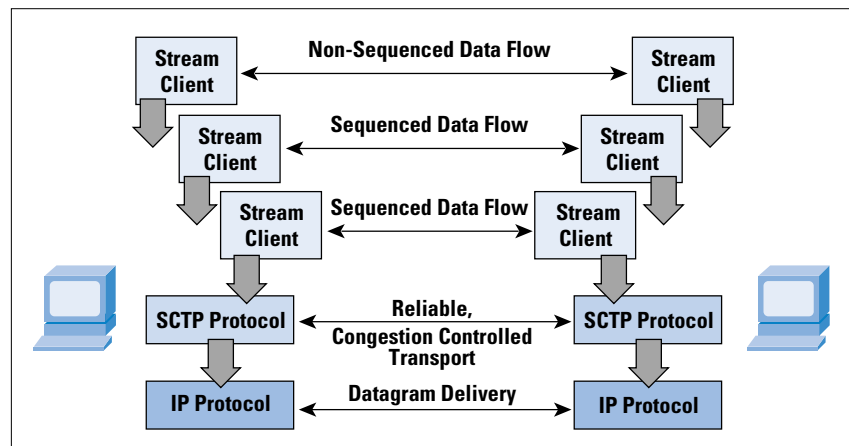 Non-Sequenced Data Flow
Stream
Client
Stream
Client
Sequenced Data Flow
Stream
Client
Stream
Client
Sequenced Data Flow
Stream
Client
Stream
Client
SCTP Protocol
Reliable,
Congestion Controlled
Transport
SCTP Protocol
IP Protocol
Datagram Delivery
IP Protocol